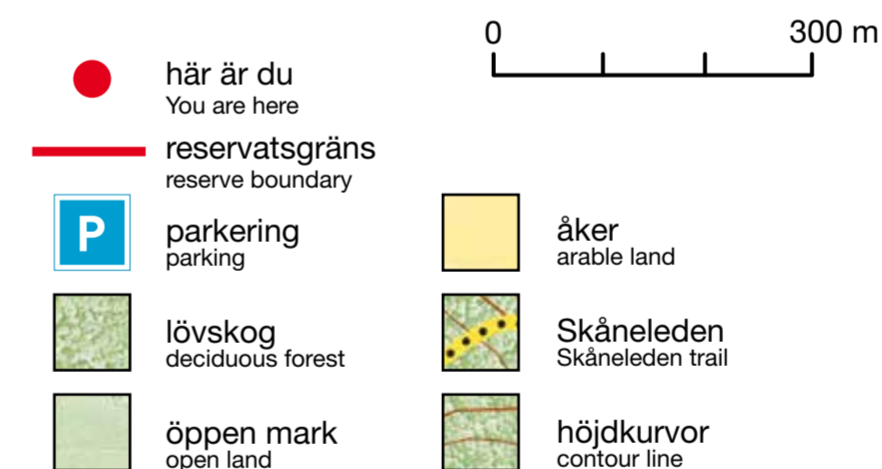 0 300 m
här är du
You are here
reservatsgräns
reserve boundary
P
parkering
parking
åker
arable land
lövskog
deciduous forest
Skåneleden
Skåneleden trail
öppen mark
open land
höjdkurvor
contour line